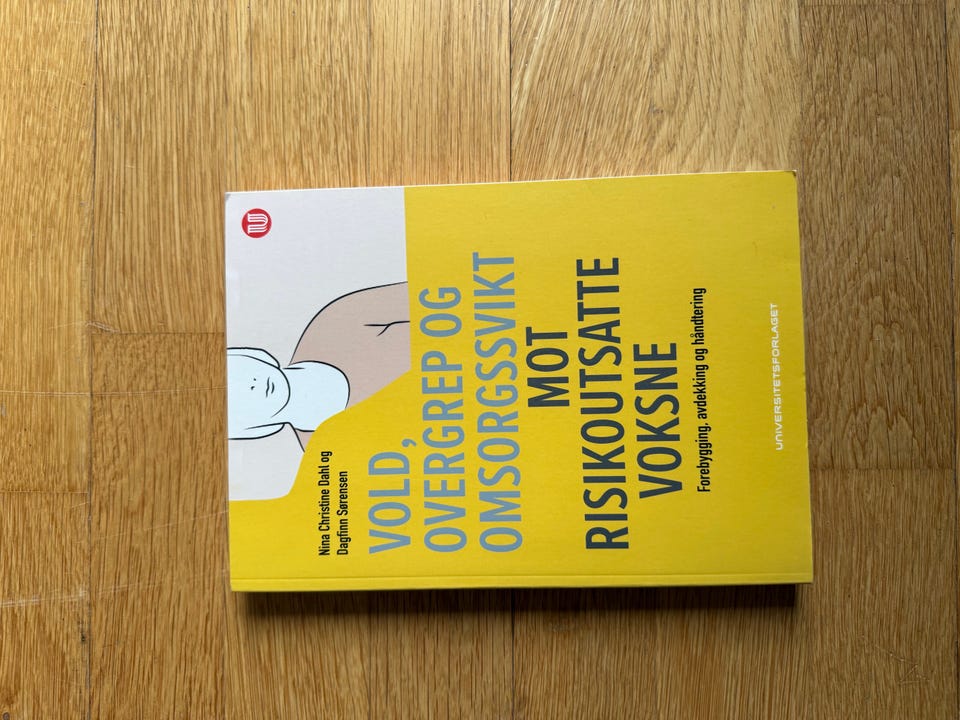 Nina Christine Dahl og
Dagfinn Sørensen
VOLD,
OVERGREP OG
OMSORGSSVIKT
MOT
RISIKOUTSATTE
VOKSNE
Forebygging, avdekking og håndtering
UNIVERSITETSFORLAGET